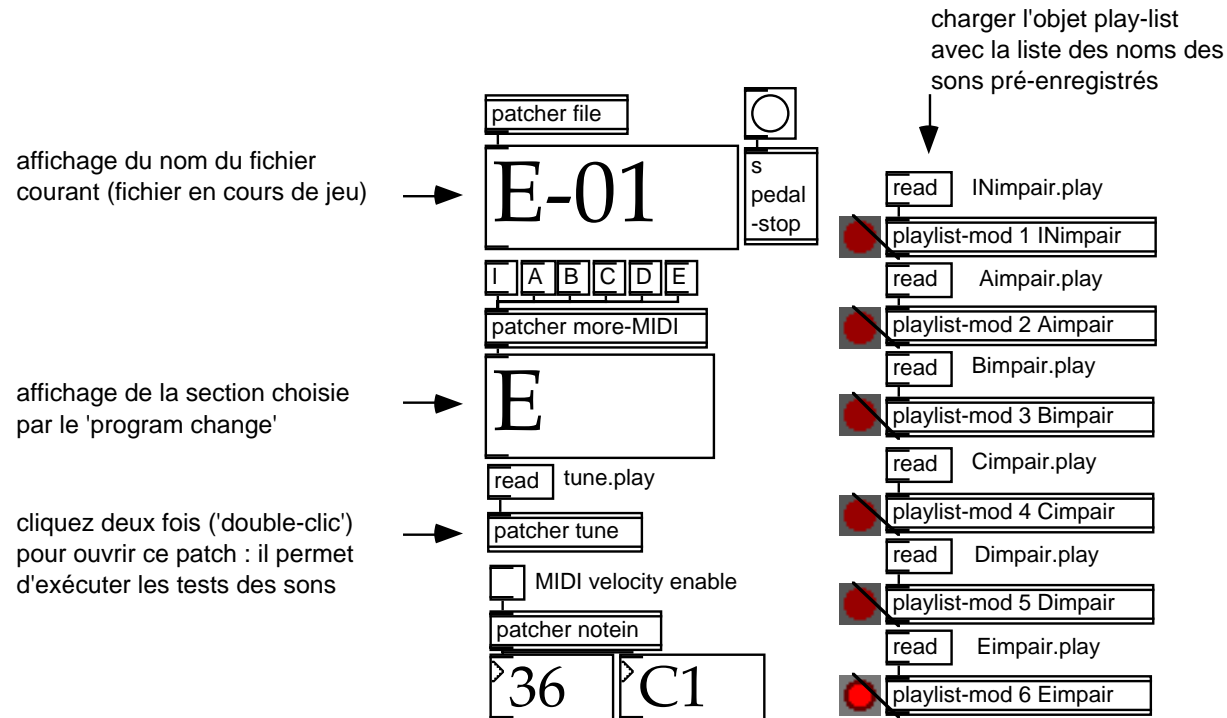 charger l'objet play-list
avec la liste des noms des
sons pré-enregistrés
affichage du nom du fichier
courant (fichier en cours de jeu)
patcher file
E-01
s
pedal
-stop
I A B C D E
patcher more-MIDI
affichage de la section choisie
par le 'program change'
E
read tune.play
cliquez deux fois ('double-clic')
pour ouvrir ce patch : il permet
d'exécuter les tests des sons
patcher tune
MIDI velocity enable
patcher notein
36 C1
read INimpair.play
playlist-mod 1 INimpair
read Aimpair.play
playlist-mod 2 Aimpair
read Bimpair.play
playlist-mod 3 Bimpair
read Cimpair.play
playlist-mod 4 Cimpair
read Dimpair.play
playlist-mod 5 Dimpair
read Eimpair.play
playlist-mod 6 Eimpair